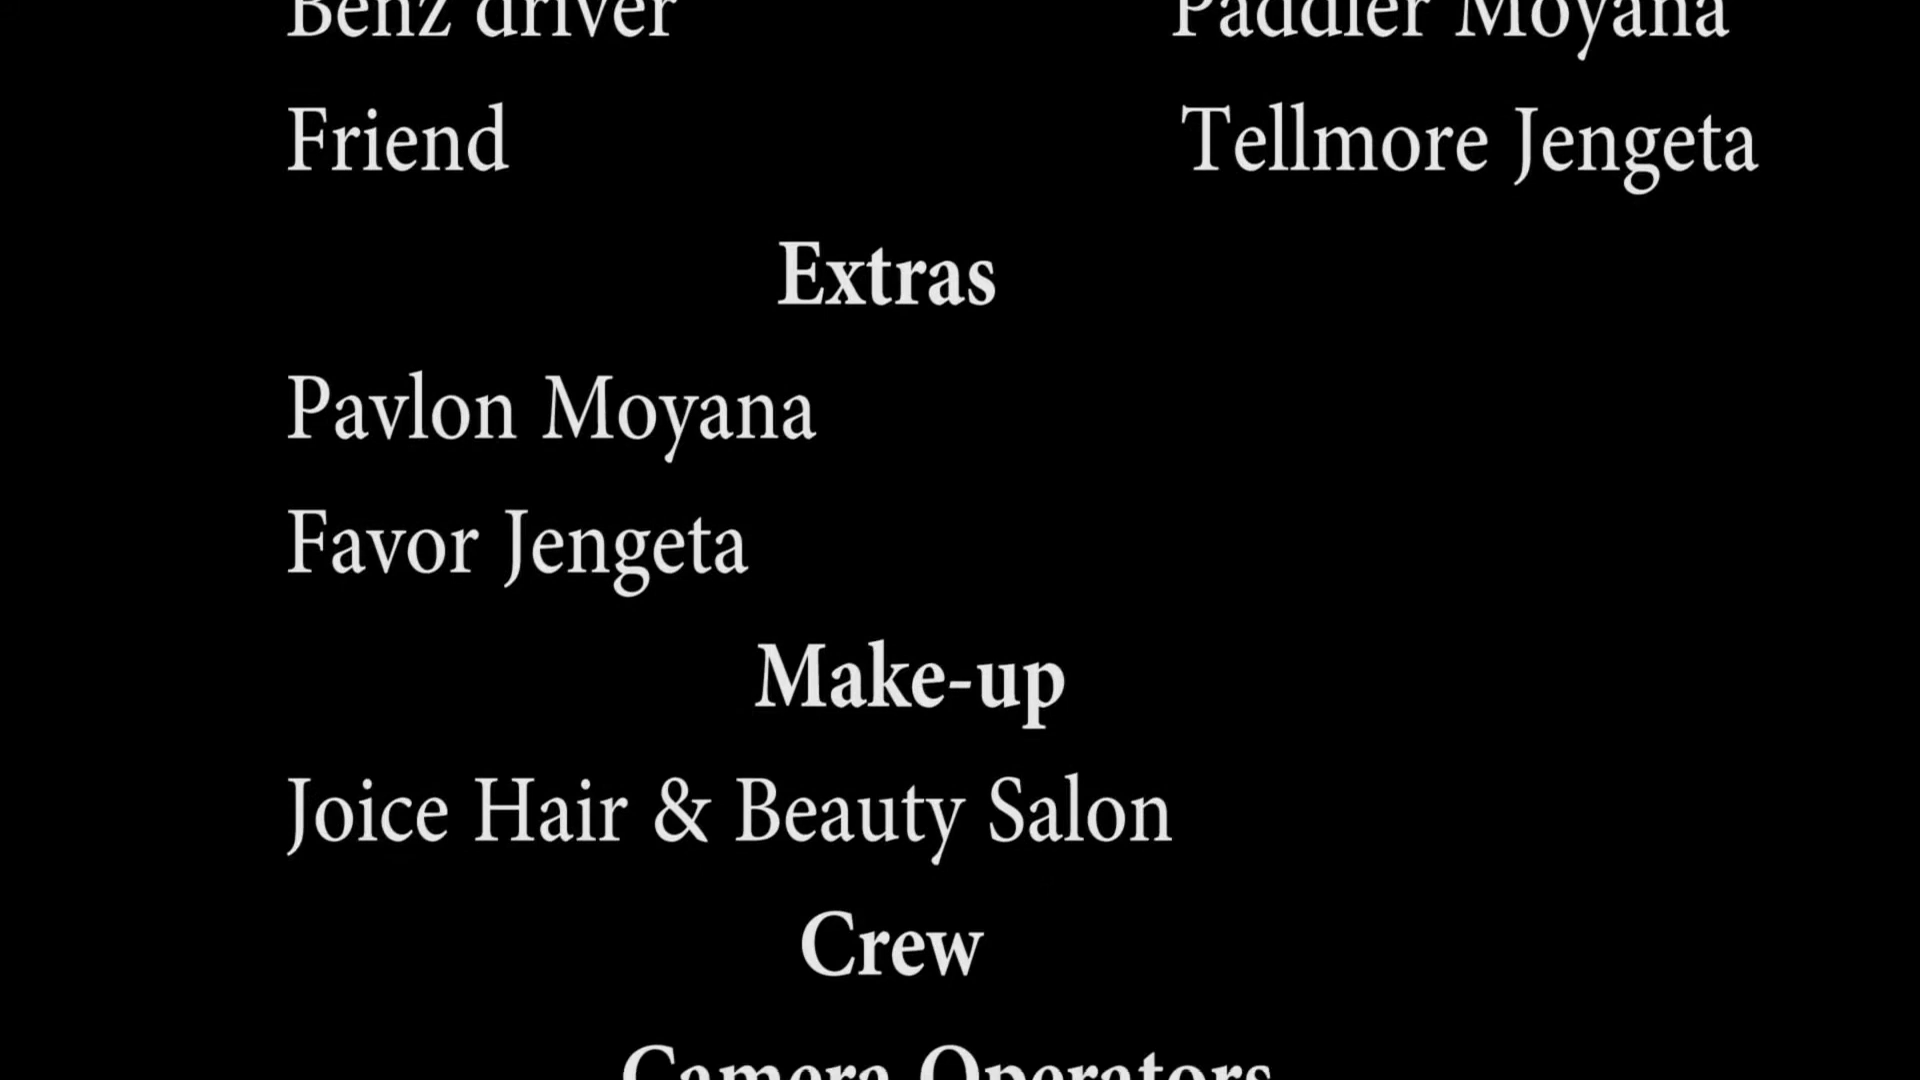 Benz driver Paddler Moyana
Friend Tellmore Jengeta
Extras
Pavlon Moyana
Favor Jengeta
Make-up
Joice Hair & Beauty Salon
Crew
Camera Operators